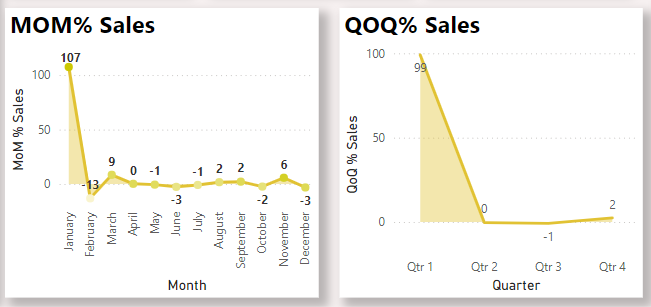 MOM% Sales
107
100
50
0
-13
9
0
-1
-3
-1
2
2
-2
6
-3
MoM % Sales
January
February
March
April
May
June
July
August
September
October
November
December
Month
QOQ% Sales
100
99
50
0
0
-1
2
QoQ % Sales
Qtr 1
Qtr 2
Qtr 3
Qtr 4
Quarter